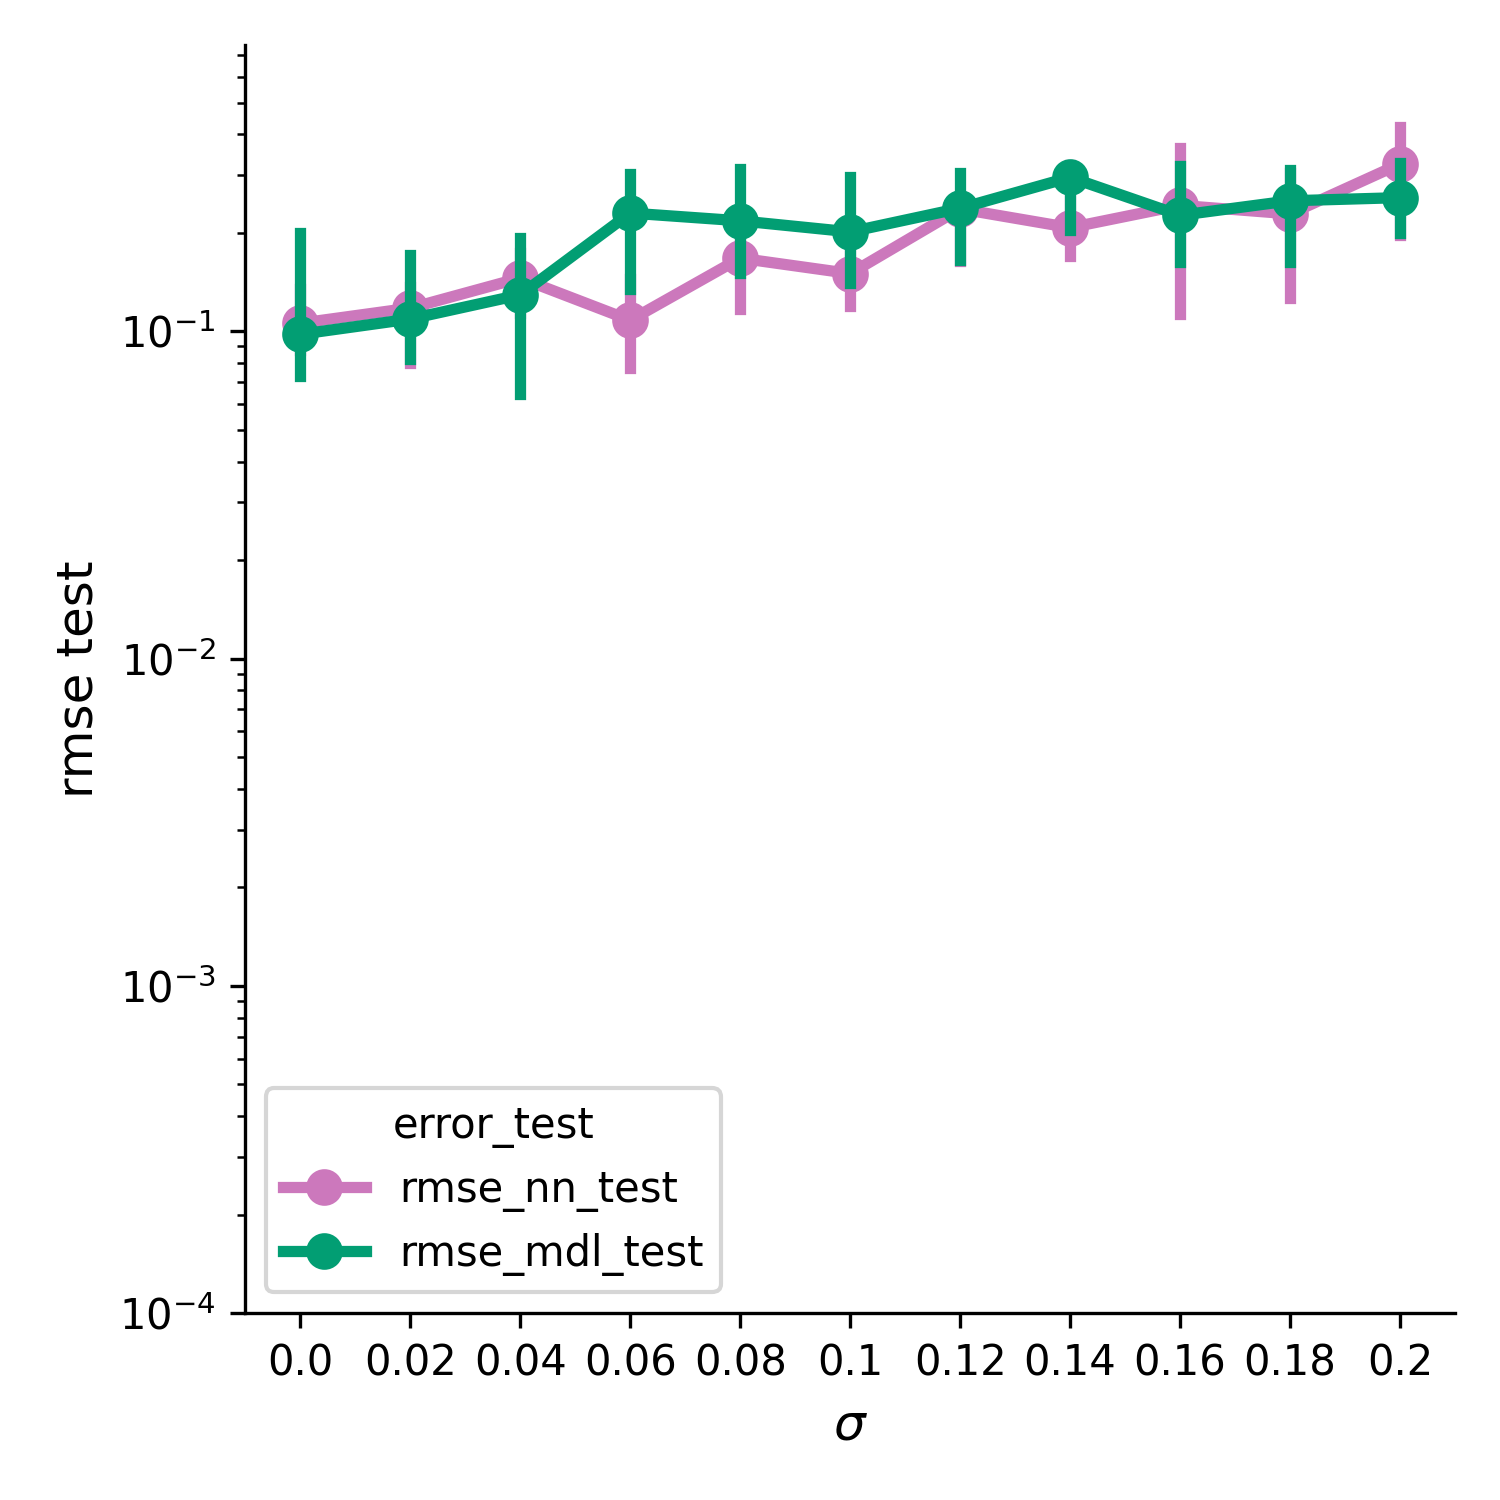 rmse test
10⁻¹
10⁻²
10⁻³
10⁻⁴
error_test
rmse_nn_test
rmse_mdl_test
0.0 0.02 0.04 0.06 0.08 0.1 0.12 0.14 0.16 0.18 0.2
σ